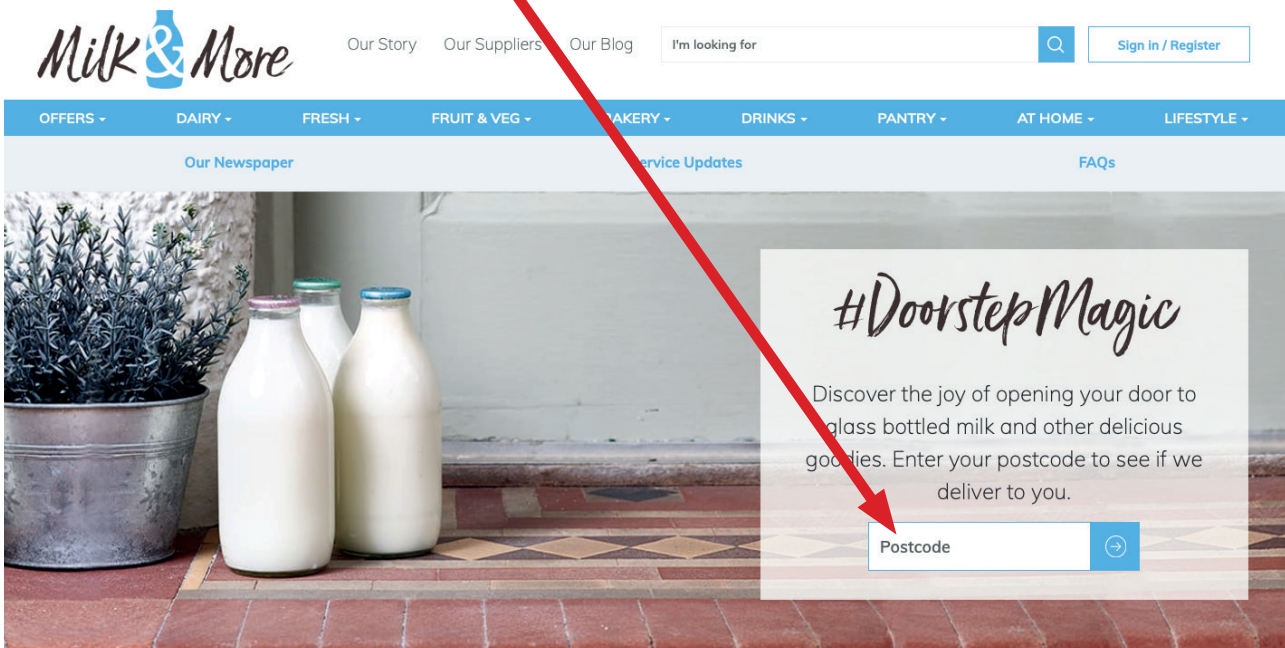 Milk & More
Our Story Our Suppliers Our Blog I'm looking for Sign in / Register
OFFERS DAIRY FRESH FRUIT & VEG BAKERY DRINKS PANTRY AT HOME LIFESTYLE
Our Newspaper Service Updates FAQs
#DoorstepMagic
Discover the joy of opening your door to
glass bottled milk and other delicious
goodies. Enter your postcode to see if we
deliver to you.
Postcode